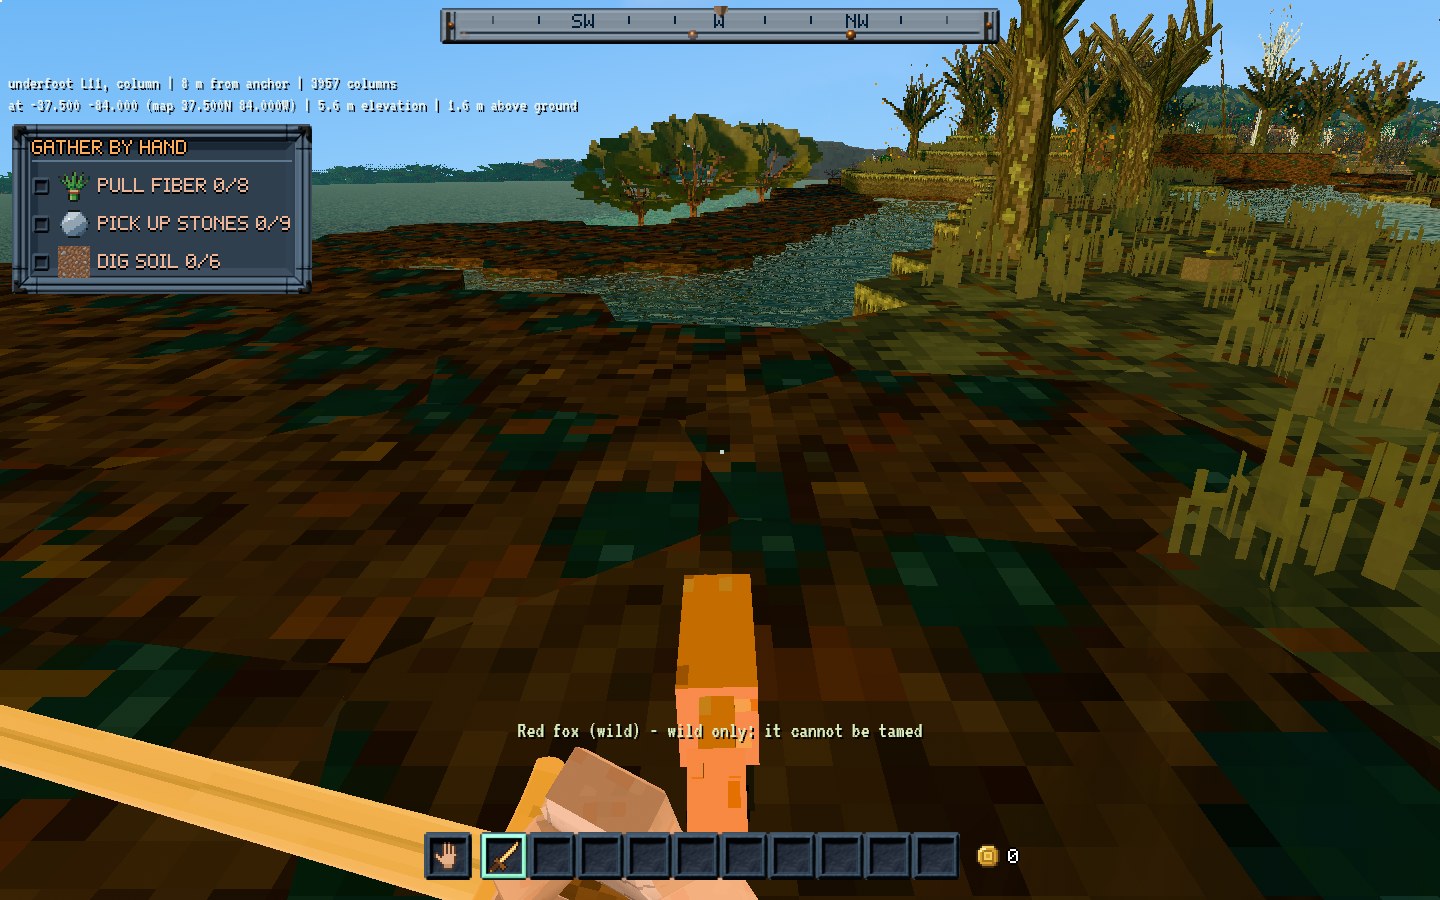 SW W NW
underfoot L11, column | 8 m from anchor | 3957 columns
at -37.500 -84.000 (map 37.500N 84.000W) | 5.6 m elevation | 1.6 m above ground
GATHER BY HAND
PULL FIBER 0/8
PICK UP STONES 0/9
DIG SOIL 0/6
Red fox (wild) - wild only: it cannot be tamed
0